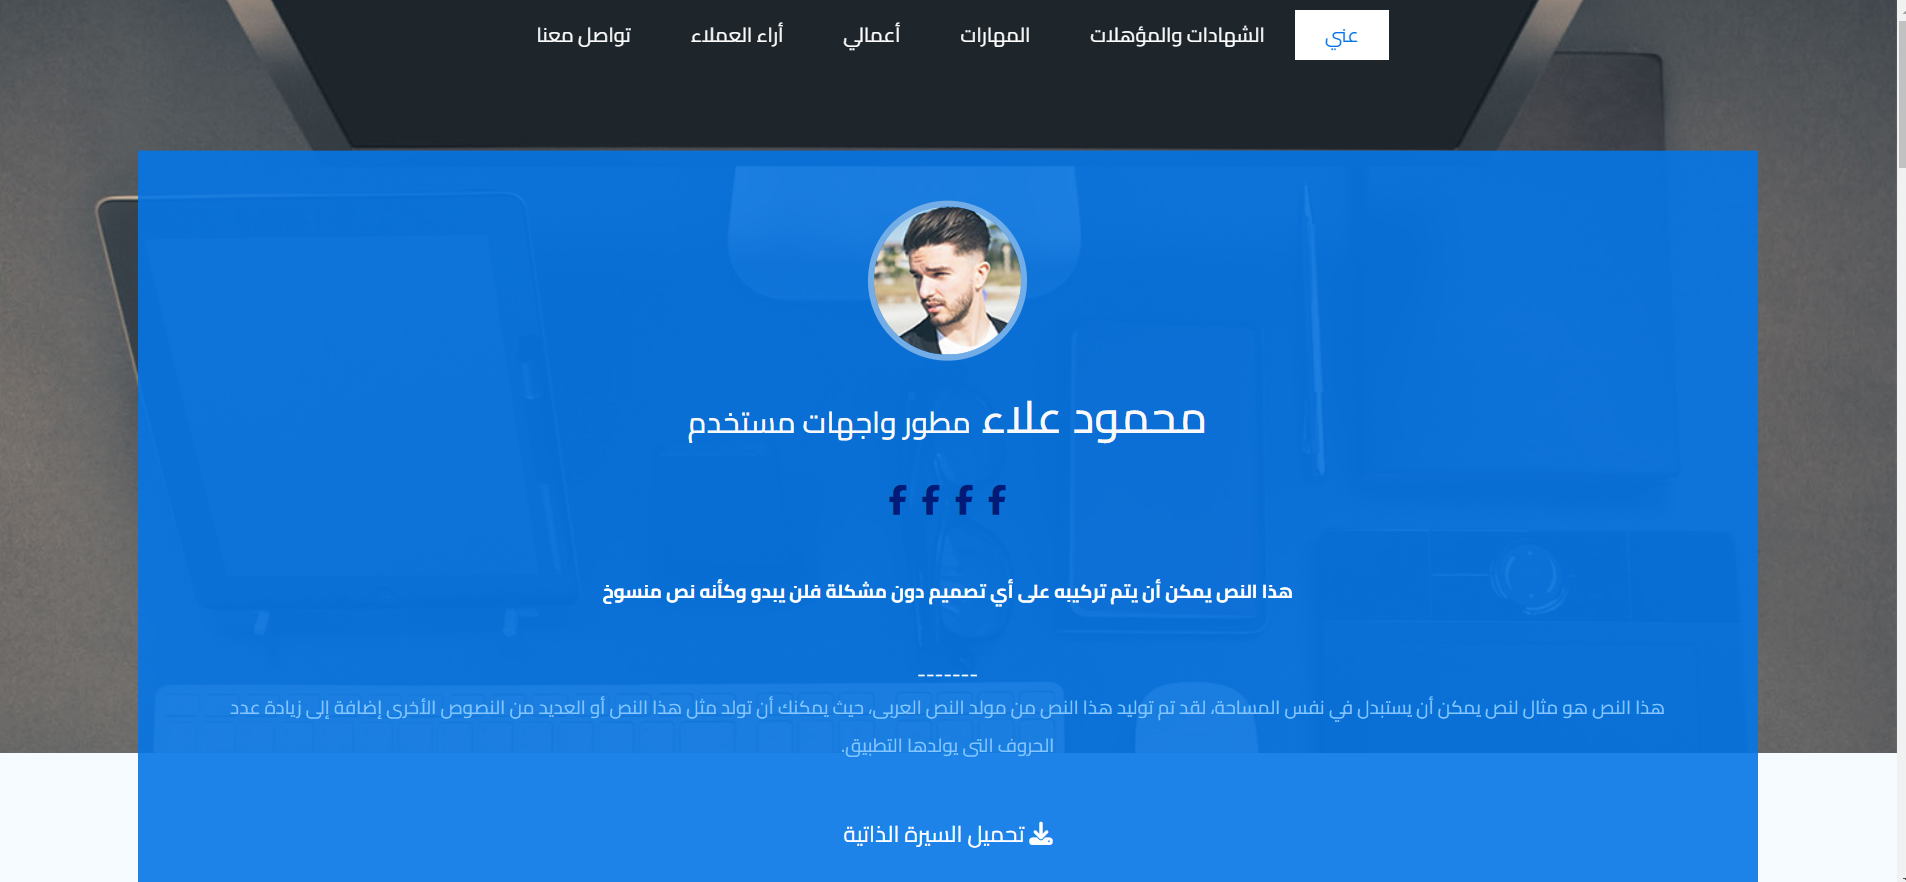 عني الشهادات والمؤهلات المهارات أعمالي أراء العملاء تواصل معنا
محمود علاء مطور واجهات مستخدم
هذا النص يمكن أن يتم تركيبه على أي تصميم دون مشكلة فلن يبدو وكأنه نص منسوخ
-------
هذا النص هو مثال لنص يمكن أن يستبدل في نفس المساحة، لقد تم توليد هذا النص من مولد النص العربى، حيث يمكنك أن تولد مثل هذا النص أو العديد من النصوص الأخرى إضافة إلى زيادة عدد
الحروف التى يولدها التطبيق.
تحميل السيرة الذاتية